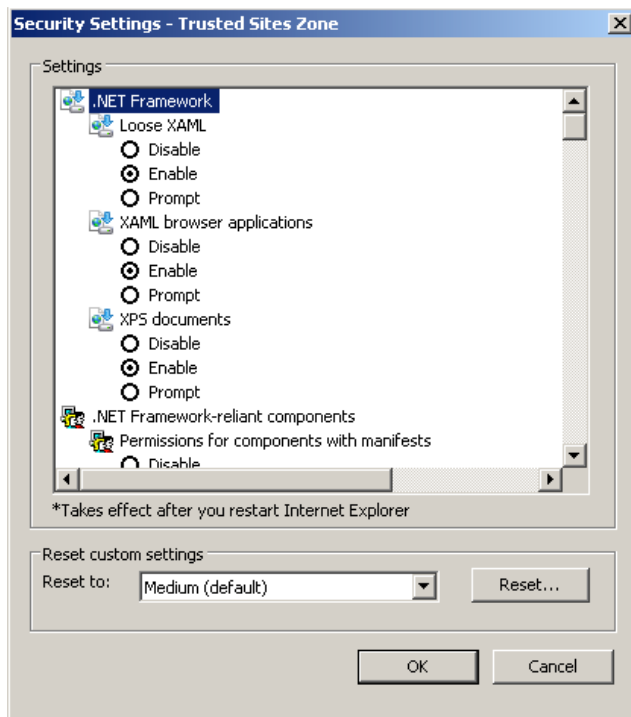 Security Settings - Trusted Sites Zone
Settings
.NET Framework
Loose XAML
Disable
Enable
Prompt
XAML browser applications
Disable
Enable
Prompt
XPS documents
Disable
Enable
Prompt
.NET Framework-reliant components
Permissions for components with manifests
Disable
*Takes effect after you restart Internet Explorer
Reset custom settings
Reset to: Medium (default) Reset...
OK Cancel